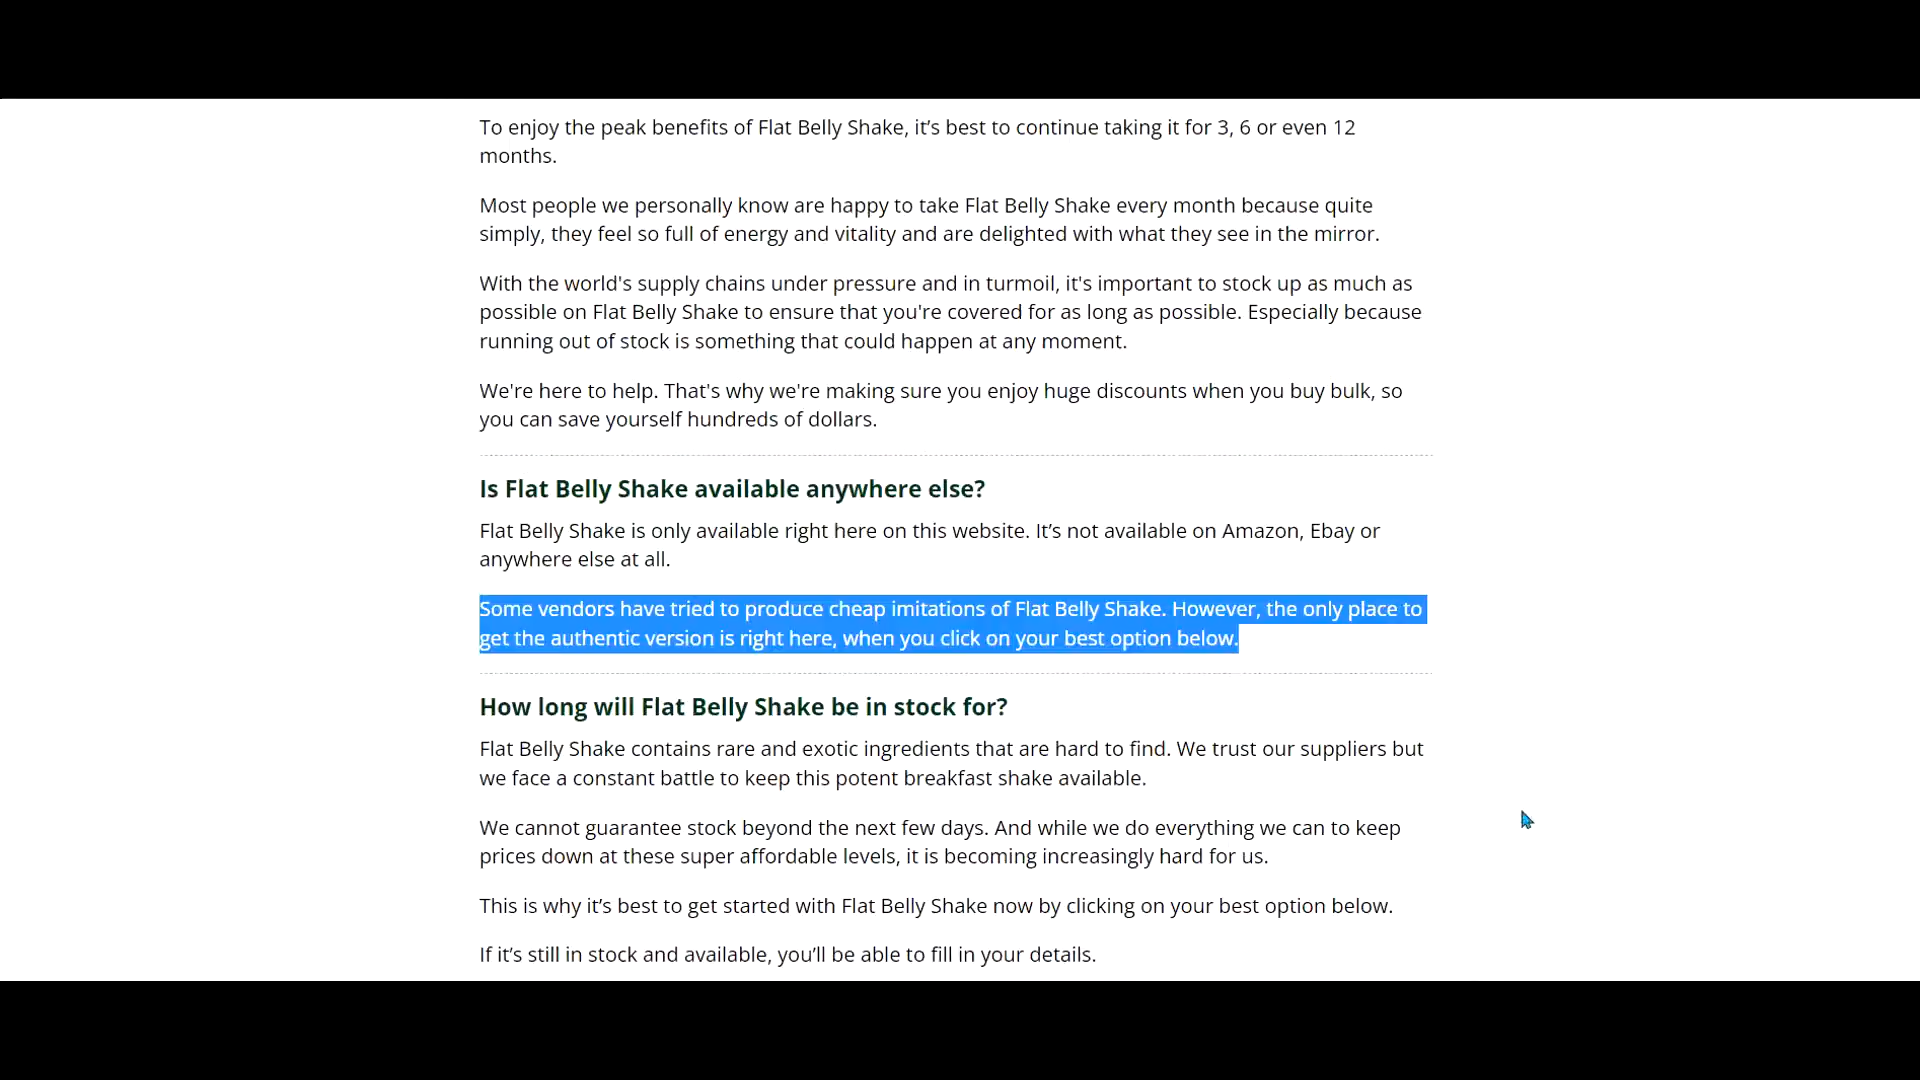 To enjoy the peak benefits of Flat Belly Shake, it’s best to continue taking it for 3, 6 or even 12
months.
Most people we personally know are happy to take Flat Belly Shake every month because quite
simply, they feel so full of energy and vitality and are delighted with what they see in the mirror.
With the world's supply chains under pressure and in turmoil, it's important to stock up as much as
possible on Flat Belly Shake to ensure that you're covered for as long as possible. Especially because
running out of stock is something that could happen at any moment.
We're here to help. That's why we're making sure you enjoy huge discounts when you buy bulk, so
you can save yourself hundreds of dollars.
Is Flat Belly Shake available anywhere else?
Flat Belly Shake is only available right here on this website. It’s not available on Amazon, Ebay or
anywhere else at all.
Some vendors have tried to produce cheap imitations of Flat Belly Shake. However, the only place to
get the authentic version is right here, when you click on your best option below.
How long will Flat Belly Shake be in stock for?
Flat Belly Shake contains rare and exotic ingredients that are hard to find. We trust our suppliers but
we face a constant battle to keep this potent breakfast shake available.
We cannot guarantee stock beyond the next few days. And while we do everything we can to keep
prices down at these super affordable levels, it is becoming increasingly hard for us.
This is why it’s best to get started with Flat Belly Shake now by clicking on your best option below.
If it’s still in stock and available, you’ll be able to fill in your details.